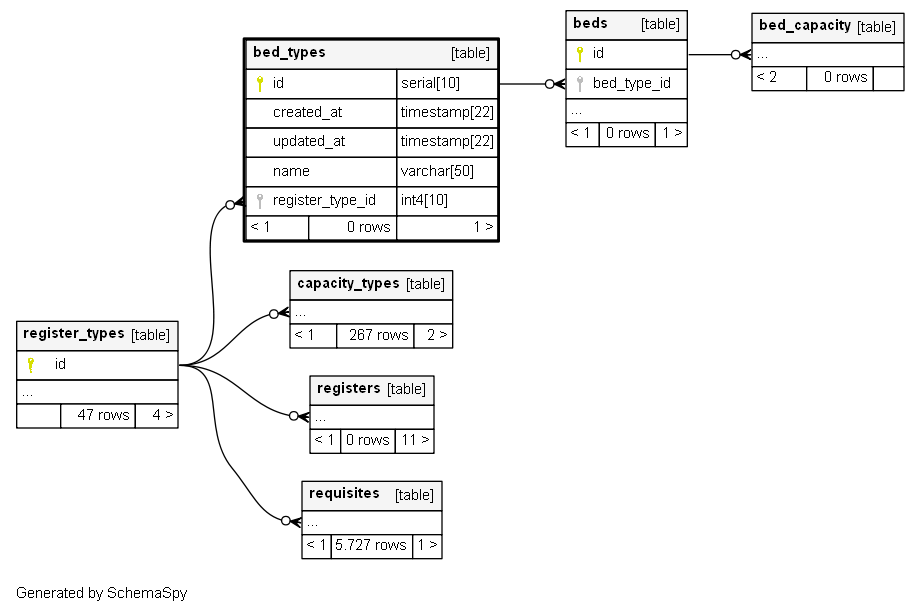 bed_types [table]
id serial[10]
created_at timestamp[22]
updated_at timestamp[22]
name varchar[50]
register_type_id int4[10]
< 1 0 rows 1 >
beds [table]
id
bed_type_id
...
< 1 0 rows 1 >
bed_capacity [table]
...
< 2 0 rows
capacity_types [table]
...
< 1 267 rows 2 >
register_types [table]
id
...
47 rows 4 >
registers [table]
...
< 1 0 rows 11 >
requisites [table]
...
< 1 5.727 rows 1 >
Generated by SchemaSpy